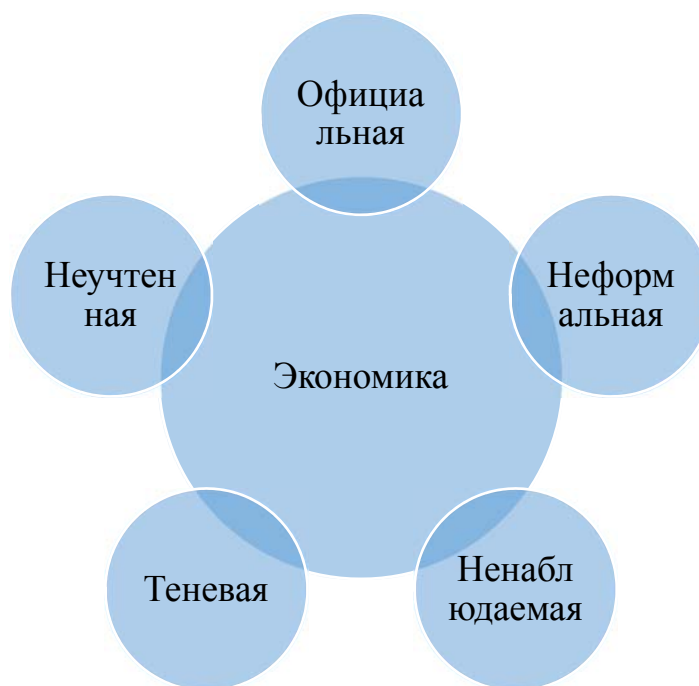 Официа
льная
Неучтен
ная
Неформ
альная
Экономика
Теневая
Ненабл
юдаемая